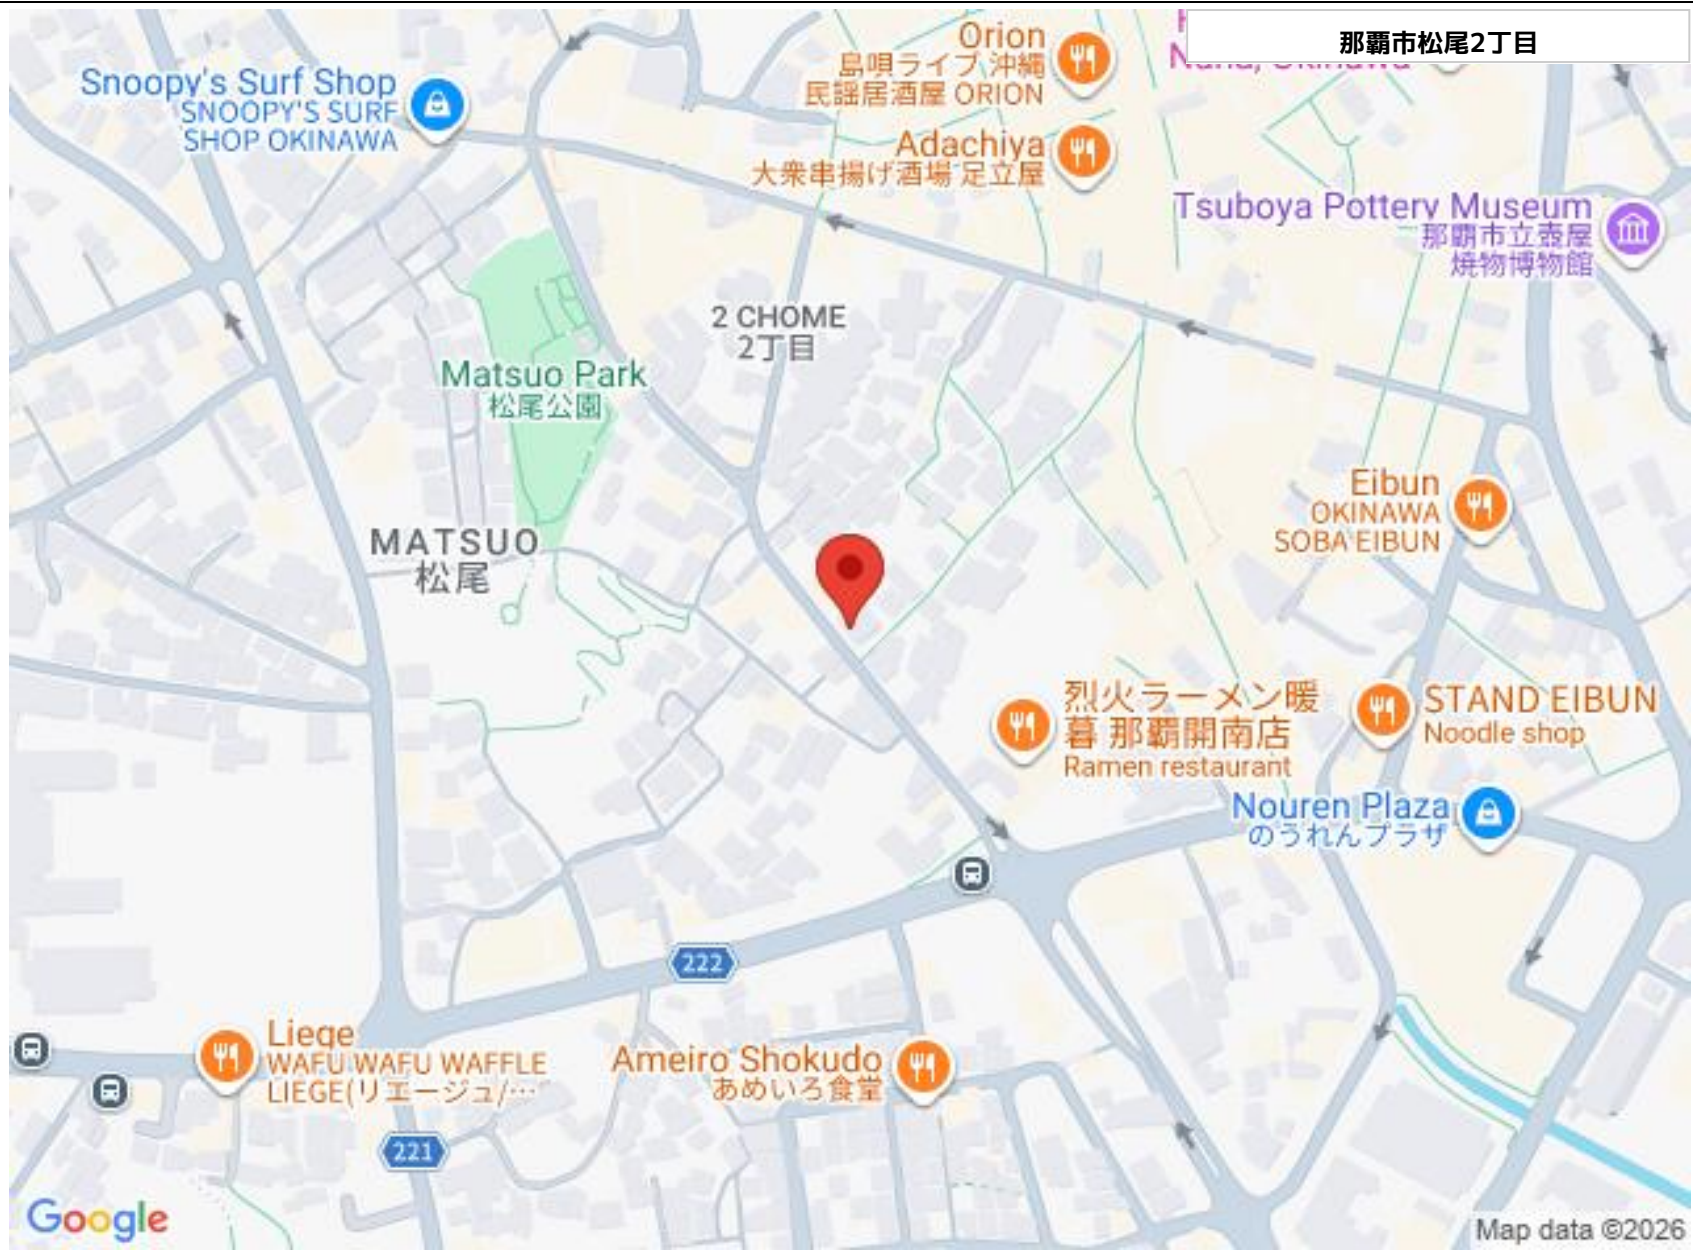 那覇市松尾2丁目
Orion
島唄ライブ 沖縄
民謡居酒屋 ORION
Snoopy's Surf Shop
SNOOPY'S SURF
SHOP OKINAWA
Adachiya
大衆串揚げ酒場 足立屋
Tsuboya Pottery Museum
那覇市立壺屋
焼物博物館
2 CHOME
2丁目
Matsuo Park
松尾公園
Eibun
OKINAWA
SOBA EIBUN
MATSUO
松尾
烈火ラーメン暖
暮 那覇開南店
Ramen restaurant
STAND EIBUN
Noodle shop
Nouren Plaza
のうれんプラザ
222
Liege
WAFU WAFU WAFFLE
LIEGE(リエージュ/…
Ameiro Shokudo
あめいろ食堂
221
Google
Map data ©2026